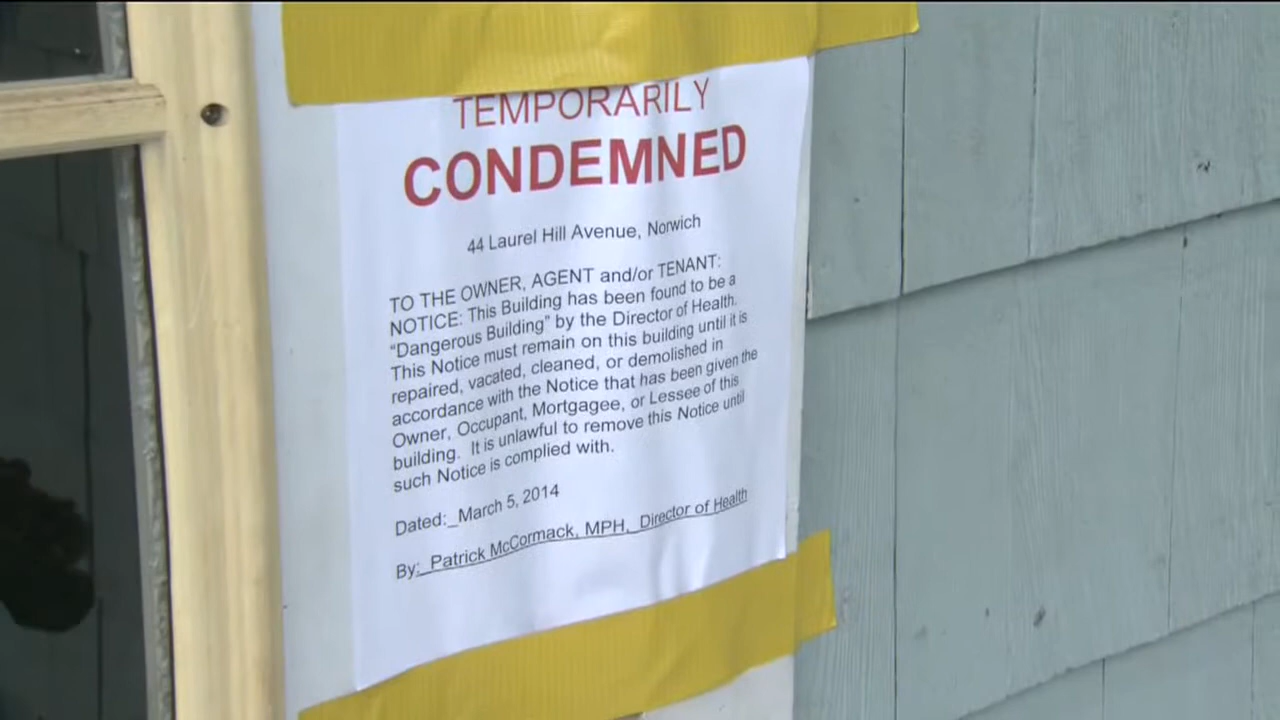 TEMPORARILY
CONDEMNED
44 Laurel Hill Avenue, Norwich
TO THE OWNER, AGENT and/or TENANT:
NOTICE: This Building has been found to be a
“Dangerous Building” by the Director of Health.
This Notice must remain on this building until it is
repaired, vacated, cleaned, or demolished in
accordance with the Notice that has been given the
Owner, Occupant, Mortgagee, or Lessee of this
building. It is unlawful to remove this Notice until
such Notice is complied with.
Dated:_March 5, 2014
By:_Patrick McCormack, MPH,_Director of Health